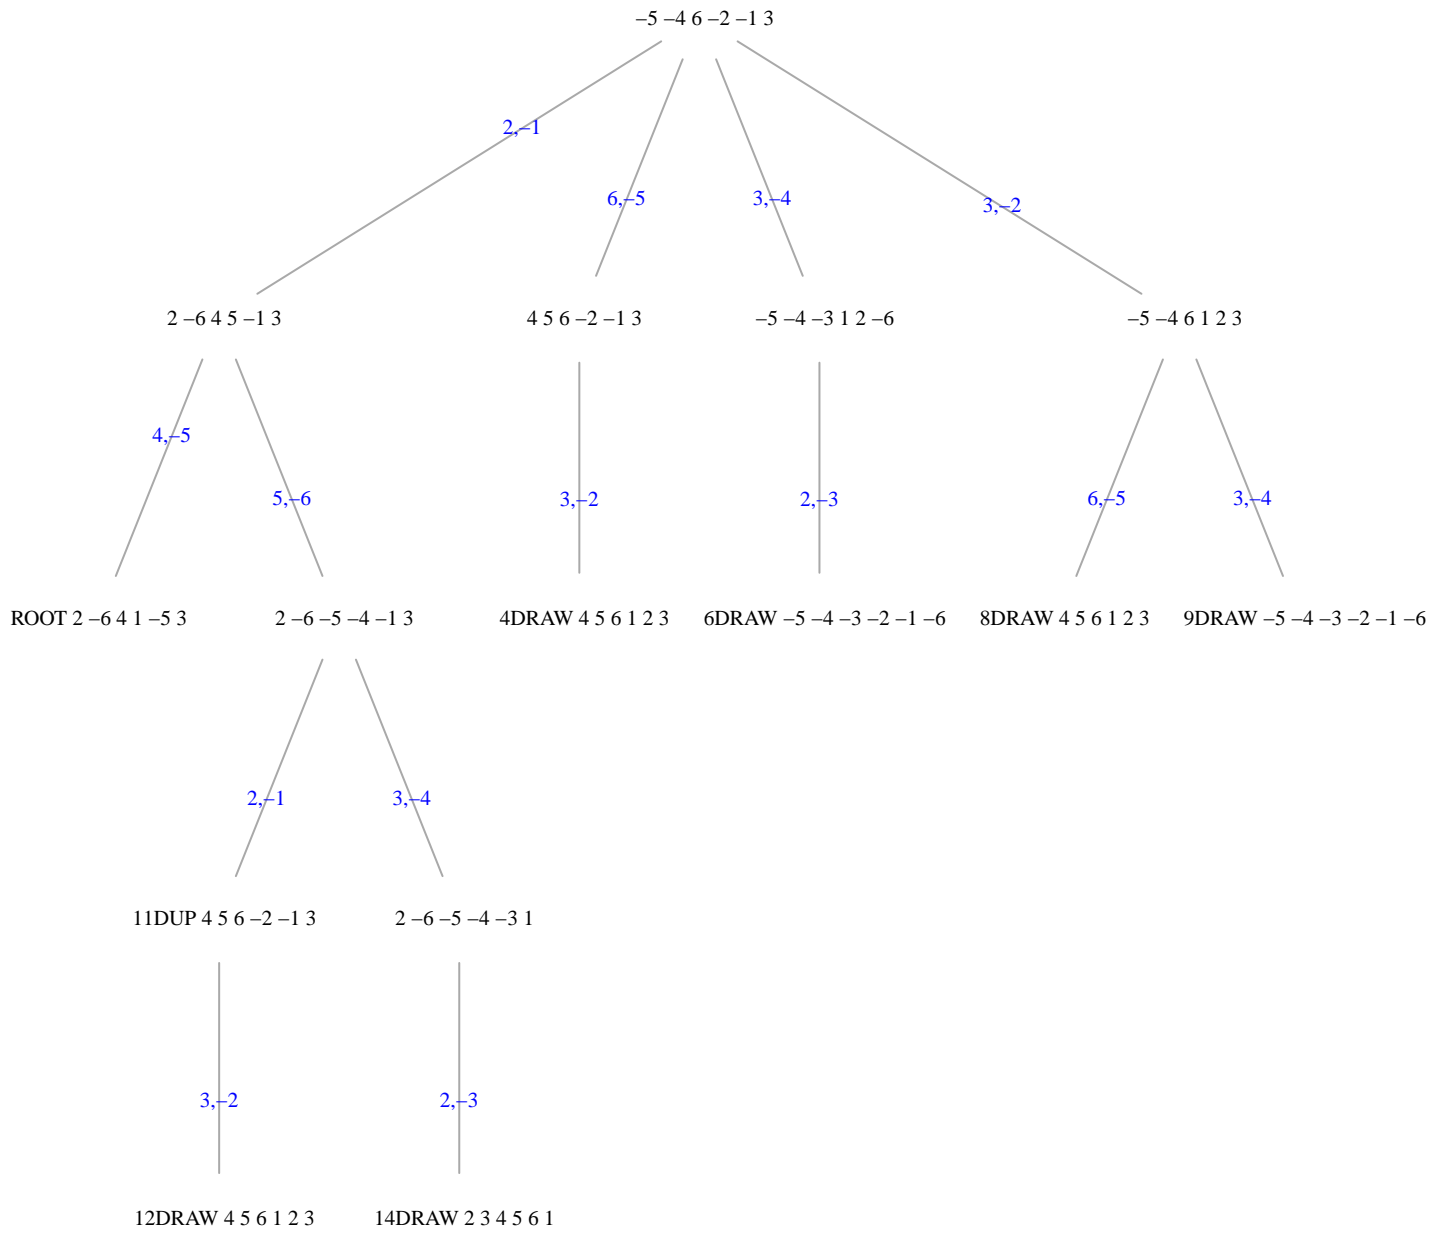 –5 –4 6 –2 –1 3
2,–1
6,–5
3,–4
3,–2
2 –6 4 5 –1 3
4 5 6 –2 –1 3
–5 –4 –3 1 2 –6
–5 –4 6 1 2 3
4,–5
5,–6
3,–2
2,–3
6,–5
3,–4
ROOT 2 –6 4 1 –5 3
2 –6 –5 –4 –1 3
4DRAW 4 5 6 1 2 3
6DRAW –5 –4 –3 –2 –1 –6
8DRAW 4 5 6 1 2 3
9DRAW –5 –4 –3 –2 –1 –6
2,–1
3,–4
11DUP 4 5 6 –2 –1 3
2 –6 –5 –4 –3 1
3,–2
2,–3
12DRAW 4 5 6 1 2 3
14DRAW 2 3 4 5 6 1